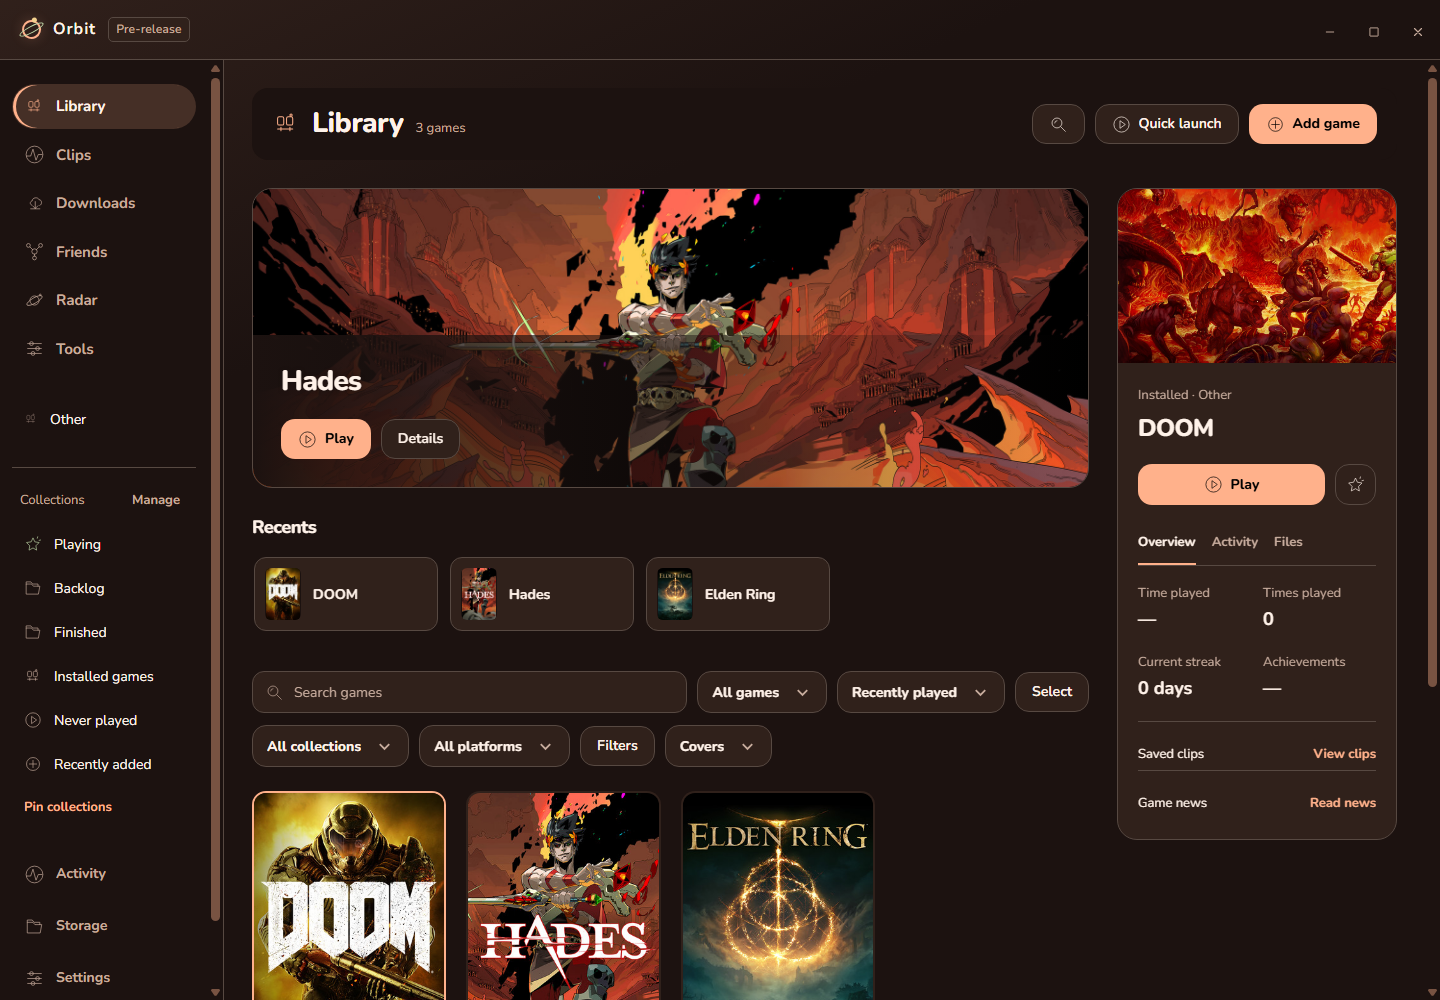 Orbit
Pre-release
Library
Clips
Downloads
Friends
Radar
Tools
Other
Collections
Manage
Playing
Backlog
Finished
Installed games
Never played
Recently added
Pin collections
Activity
Storage
Settings
Library
3 games
Quick launch
Add game
Hades
Play
Details
Recents
DOOM
DOOM
HADES
Hades
ELDEN RING
Elden Ring
Search games
All games
Recently played
Select
All collections
All platforms
Filters
Covers
DOOM
HADES
ELDEN RING
Installed · Other
DOOM
Play
Overview
Activity
Files
Time played
Times played
—
0
Current streak
Achievements
0 days
—
Saved clips
View clips
Game news
Read news